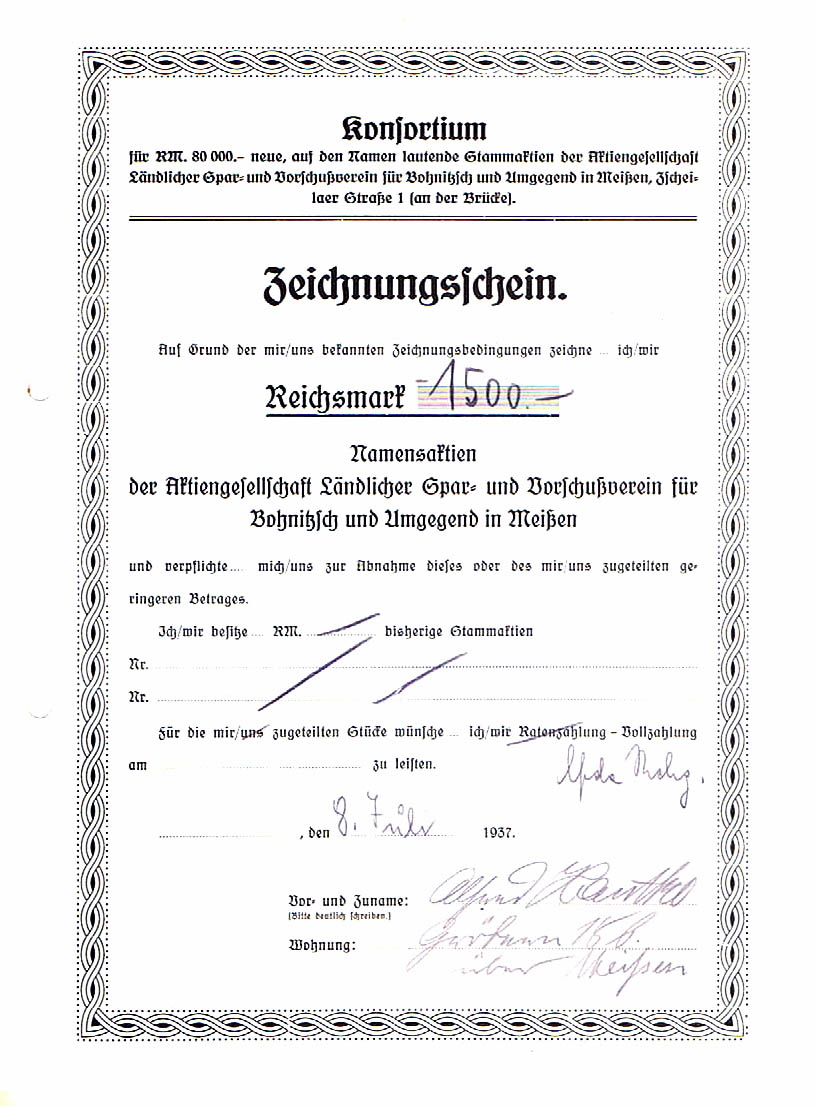 Konsortium
für RM. 80 000.– neue, auf den Namen lautende Stammaktien der Aktiengesellschaft
Ländlicher Spar- und Vorschußverein für Bohnitzsch und Umgegend in Meißen, Zschei-
laer Straße 1 (an der Brücke).
Zeichnungsschein.
Auf Grund der mir/uns bekannten Zeichnungsbedingungen zeichne ... ich/wir
Reichsmark -1500.-
Namensaktien
der Aktiengesellschaft Ländlicher Spar- und Vorschußverein für
Bohnitzsch und Umgegend in Meißen
und verpflichte.... mich/uns zur Abnahme dieses oder des mir/uns zugeteilten ge-
ringeren Betrages.
Ich/wir besitze .... RM. bisherige Stammaktien
Nr.
Nr.
Für die mir/uns zugeteilten Stücke wünsche ... ich/wir Ratenzahlung – Vollzahlung
am zu leisten.
, den 8. Juli 1937.
Vor- und Zuname: Alfred
(Bitte deutlich schreiben.)
Wohnung:
über Meißen